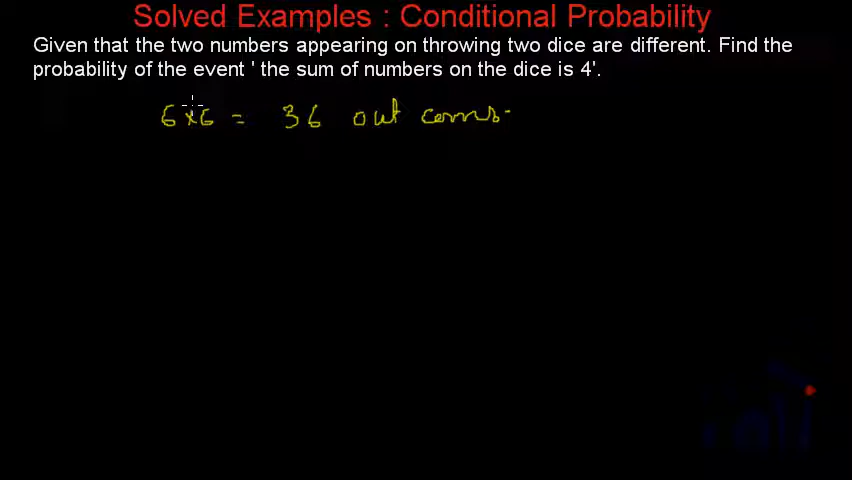 Solved Examples : Conditional Probability
Given that the two numbers appearing on throwing two dice are different. Find the
probability of the event ' the sum of numbers on the dice is 4'.
6×6 = 36 out comes.